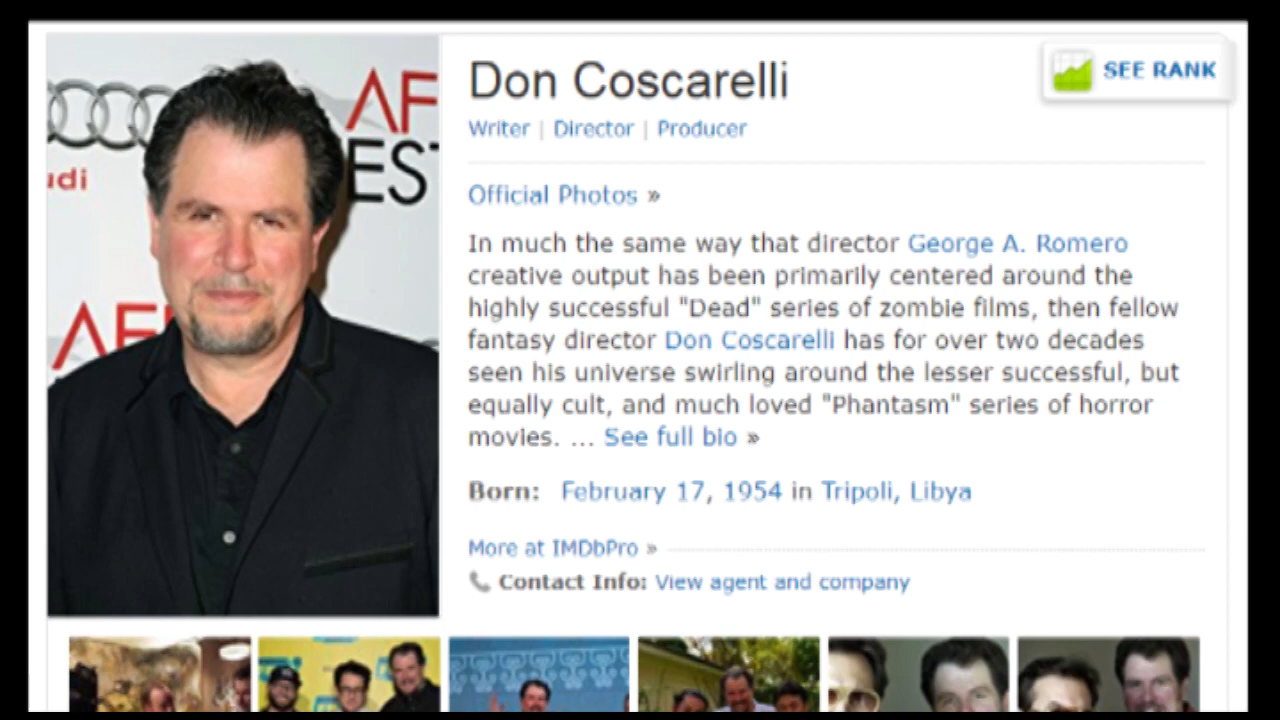 Don Coscarelli
SEE RANK
Writer | Director | Producer
Official Photos »
In much the same way that director George A. Romero
creative output has been primarily centered around the
highly successful "Dead" series of zombie films, then fellow
fantasy director Don Coscarelli has for over two decades
seen his universe swirling around the lesser successful, but
equally cult, and much loved "Phantasm" series of horror
movies. ... See full bio »
Born: February 17, 1954 in Tripoli, Libya
More at IMDbPro »
Contact Info: View agent and company
AF
EST
udi
AF